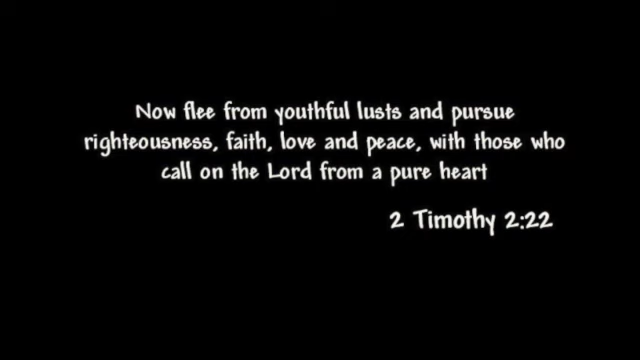 Now flee from youthful lusts and pursue
righteousness, faith, love and peace, with those who
call on the Lord from a pure heart
2 Timothy 2:22